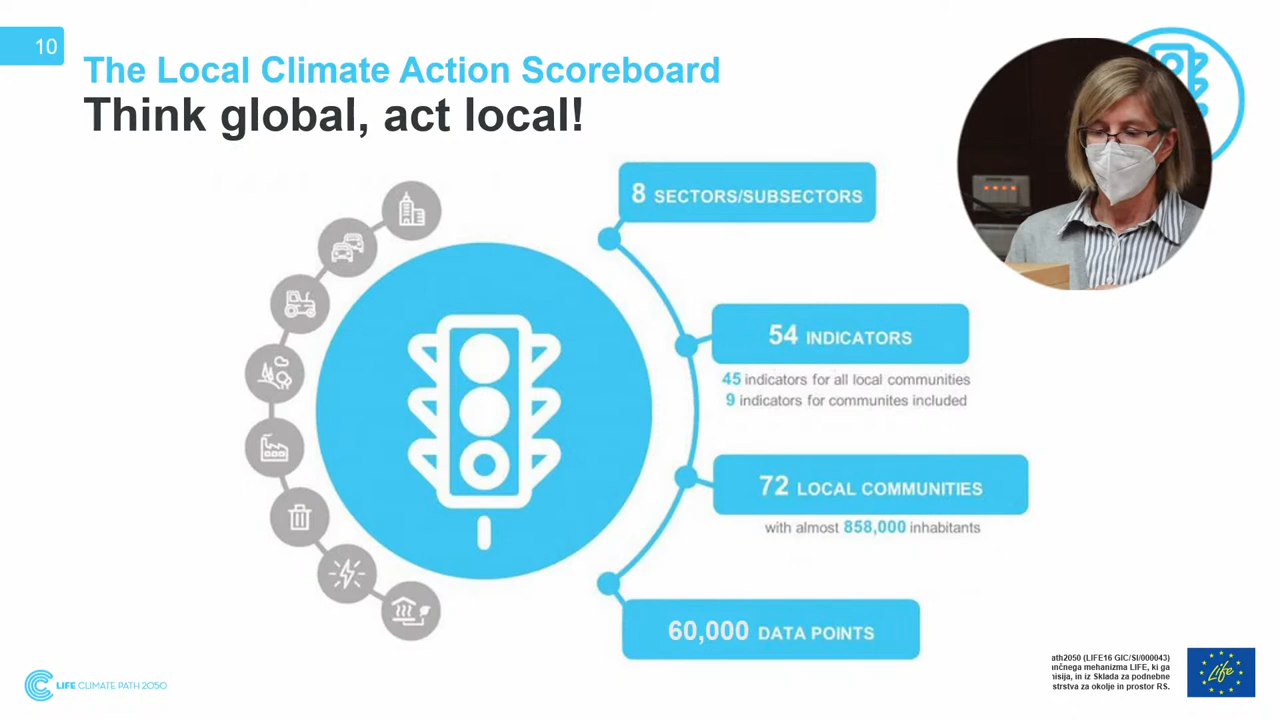 10
The Local Climate Action Scoreboard
Think global, act local!
8 SECTORS/SUBSECTORS
54 INDICATORS
45 indicators for all local communities
9 indicators for communites included
72 LOCAL COMMUNITIES
with almost 858,000 inhabitants
60,000 DATA POINTS
LIFE CLIMATE PATH 2050
ath2050 (LIFE16 GIC/SI/000043)
nčnega mehanizma LIFE, ki ga
misija, in iz Sklada za podnebne
strstva za okolje in prostor RS.
Life